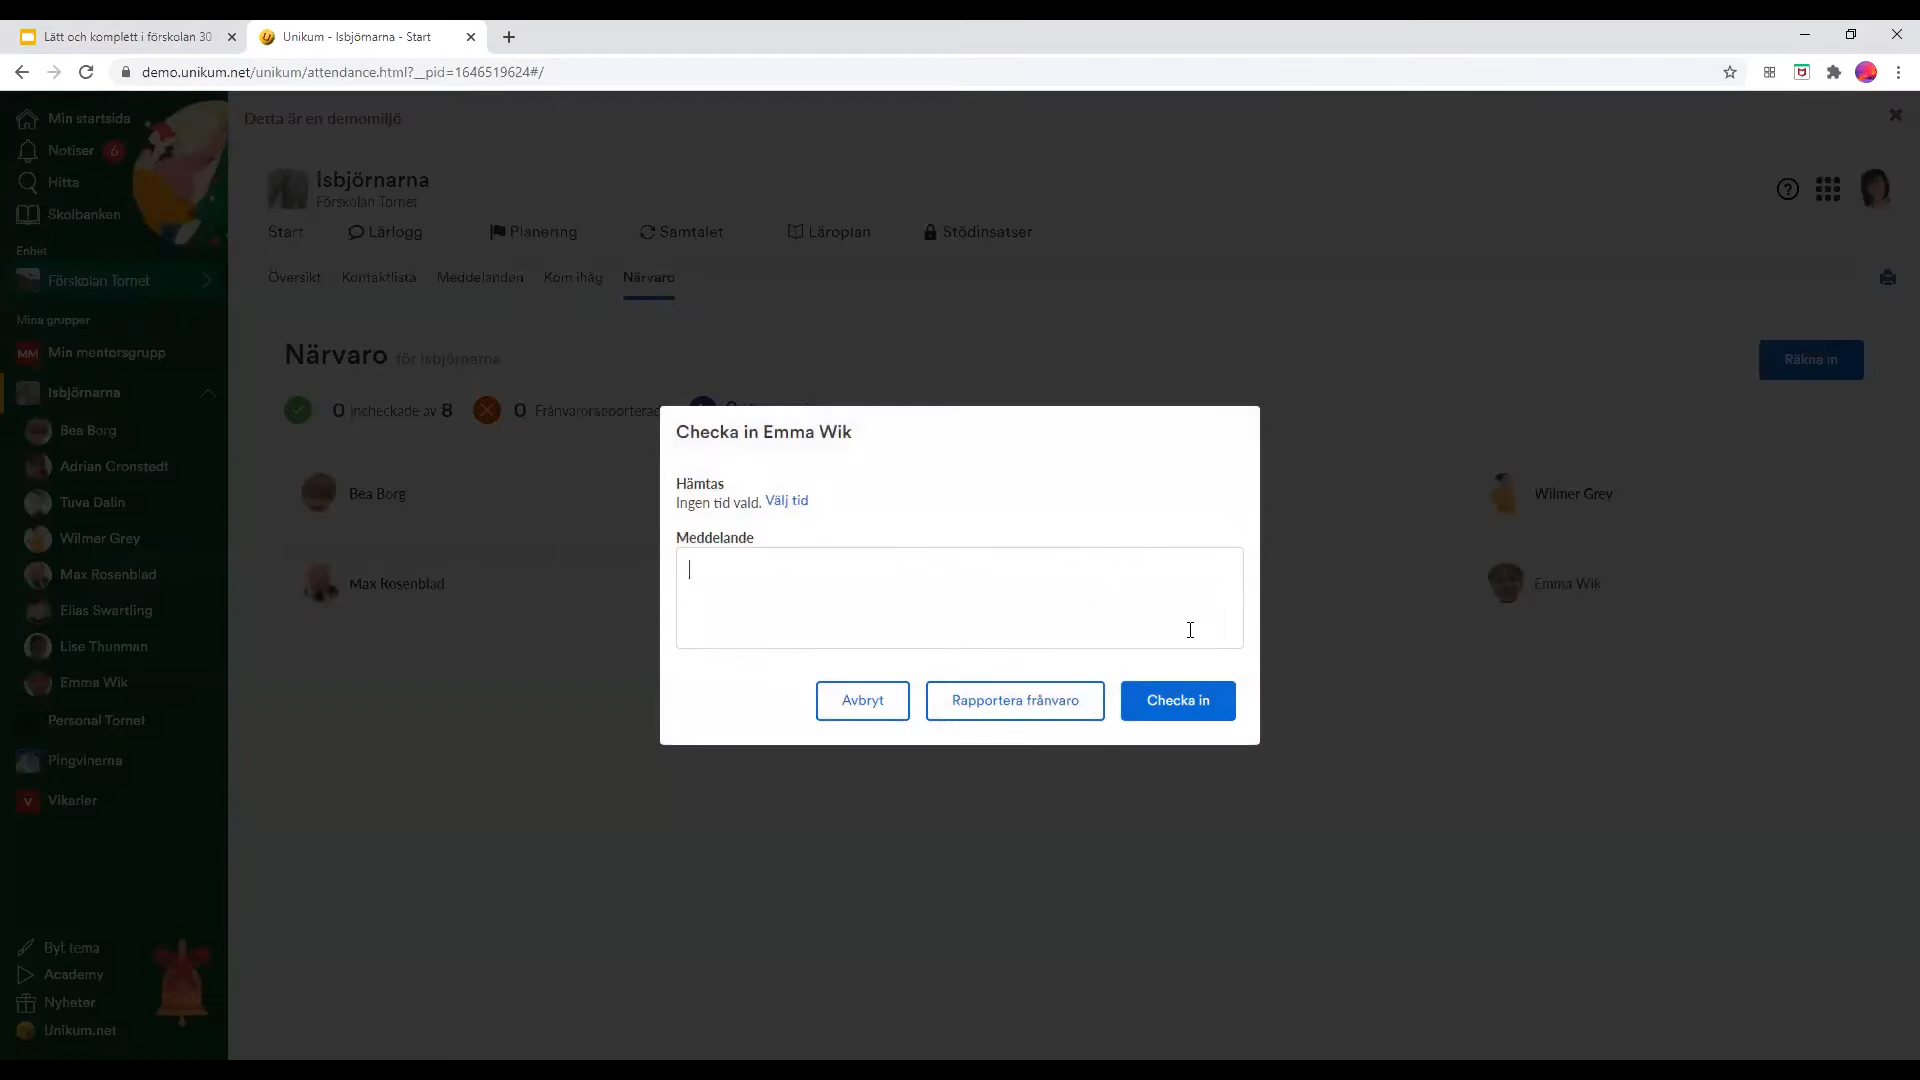 Lätt och komplett i förskolan 30
Unikum - Isbjörnarna - Start
demo.unikum.net/unikum/attendance.html?__pid=1646519624#/
Min startsida
Notiser 6
Hitta
Skolbanken
Enhet
Förskolan Tornet
Mina grupper
MM Min mentorsgrupp
Isbjörnarna
Bea Borg
Adrian Cronstedt
Tuva Dalin
Wilmer Grey
Max Rosenblad
Elias Swartling
Lise Thunman
Emma Wik
Personal Tornet
Pingvinerna
V Vikarier
Byt tema
Academy
Nyheter
Unikum.net
Detta är en demomiljö
Isbjörnarna
Förskolan Tornet
Start Lärlogg Planering Samtalet Läroplan Stödinsatser
Översikt Kontaktlista Meddelanden Kom ihåg Närvaro
Närvaro för Isbjörnarna
Räkna in
0 Incheckade av 8 0 Frånvarorapporterad
Bea Borg
Wilmer Grey
Max Rosenblad
Emma Wik
Checka in Emma Wik
Hämtas
Ingen tid vald. Välj tid
Meddelande
Avbryt Rapportera frånvaro Checka in